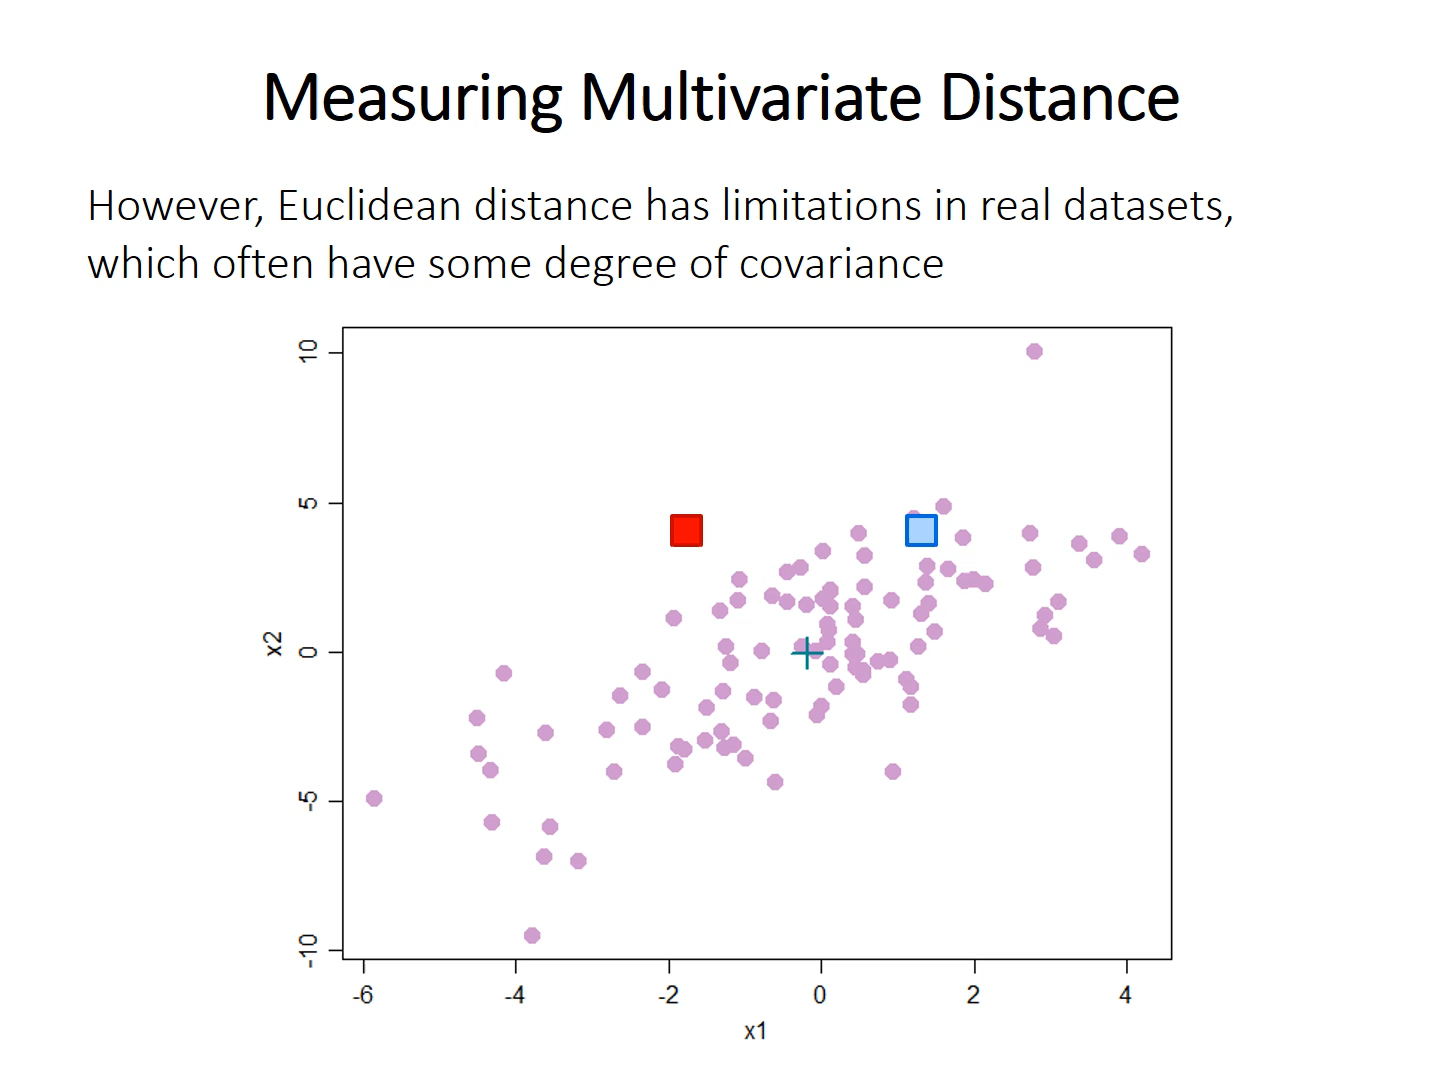 Measuring Multivariate Distance
However, Euclidean distance has limitations in real datasets,
which often have some degree of covariance
10
5
0
-5
-10
x2
-6 -4 -2 0 2 4
x1